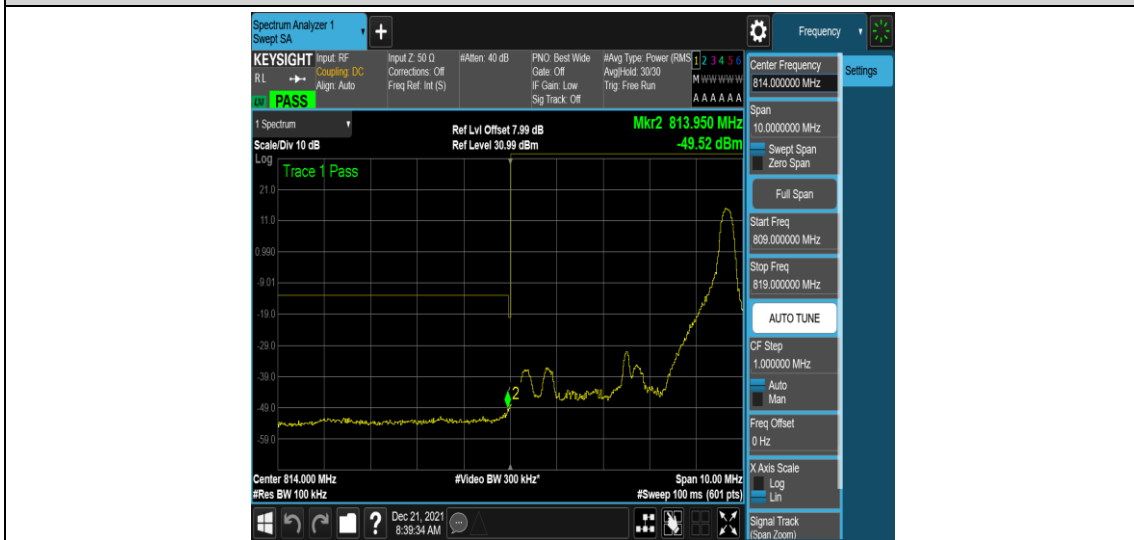 Spectrum Analyzer 1
Swept SA
+
Frequency
KEYSIGHT
RL
LXI
PASS
Input: RF
Coupling: DC
Align: Auto
Input Z: 50 Ω
Corrections: Off
Freq Ref: Int (S)
#Atten: 40 dB
PNO: Best Wide
Gate: Off
IF Gain: Low
Sig Track: Off
#Avg Type: Power (RMS
Avg|Hold: 30/30
Trig: Free Run
1 2 3 4 5 6
M W W W W W
A A A A A A
1 Spectrum
Scale/Div 10 dB
Ref Lvl Offset 7.99 dB
Ref Level 30.99 dBm
Mkr2 813.950 MHz
-49.52 dBm
Log
Trace 1 Pass
21.0
11.0
0.990
-9.01
-19.0
-29.0
-39.0
-49.0
-59.0
2
Center 814.000 MHz
#Res BW 100 kHz
#Video BW 300 kHz*
Span 10.00 MHz
#Sweep 100 ms (601 pts)
Center Frequency
814.000000 MHz
Settings
Span
10.0000000 MHz
Swept Span
Zero Span
Full Span
Start Freq
809.000000 MHz
Stop Freq
819.000000 MHz
AUTO TUNE
CF Step
1.000000 MHz
Auto
Man
Freq Offset
0 Hz
X Axis Scale
Log
Lin
Signal Track
(Span Zoom)
?
Dec 21, 2021
8:39:34 AM